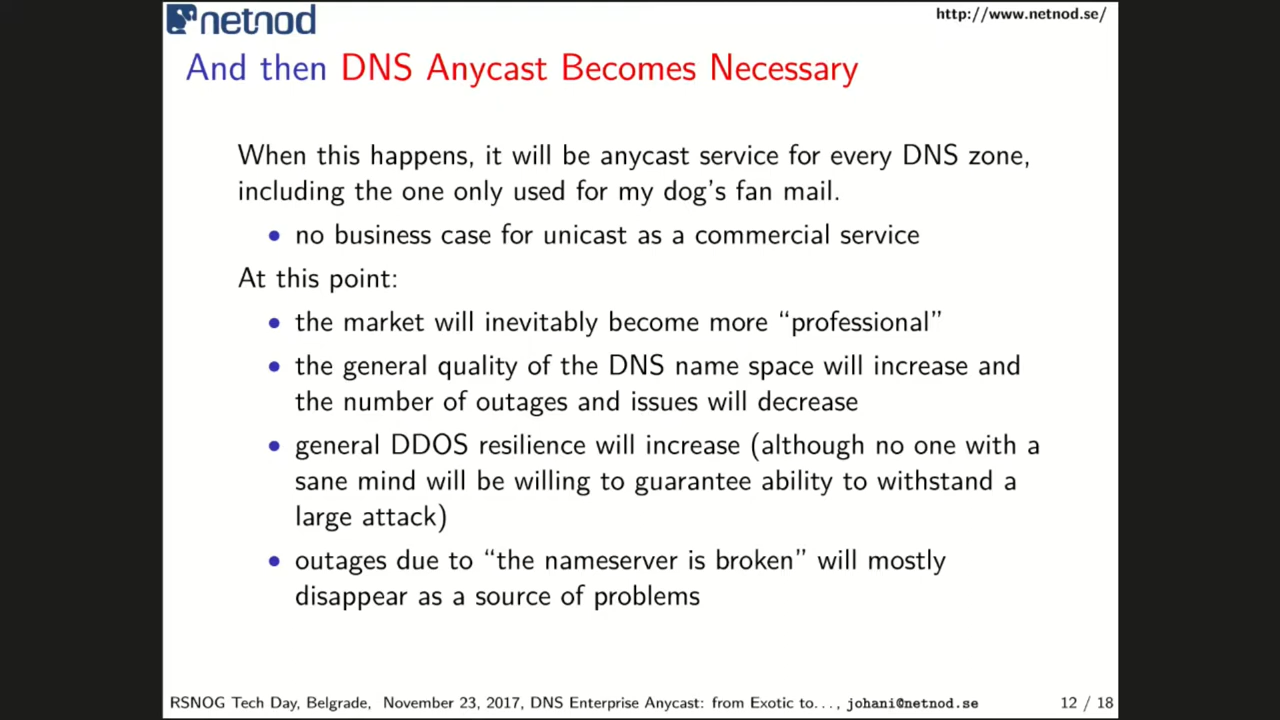 netnod
http://www.netnod.se/
And then DNS Anycast Becomes Necessary
When this happens, it will be anycast service for every DNS zone,
including the one only used for my dog's fan mail.
• no business case for unicast as a commercial service
At this point:
• the market will inevitably become more “professional”
• the general quality of the DNS name space will increase and
the number of outages and issues will decrease
• general DDOS resilience will increase (although no one with a
sane mind will be willing to guarantee ability to withstand a
large attack)
• outages due to “the nameserver is broken” will mostly
disappear as a source of problems
RSNOG Tech Day, Belgrade, November 23, 2017, DNS Enterprise Anycast: from Exotic to..., johani@netnod.se 12 / 18